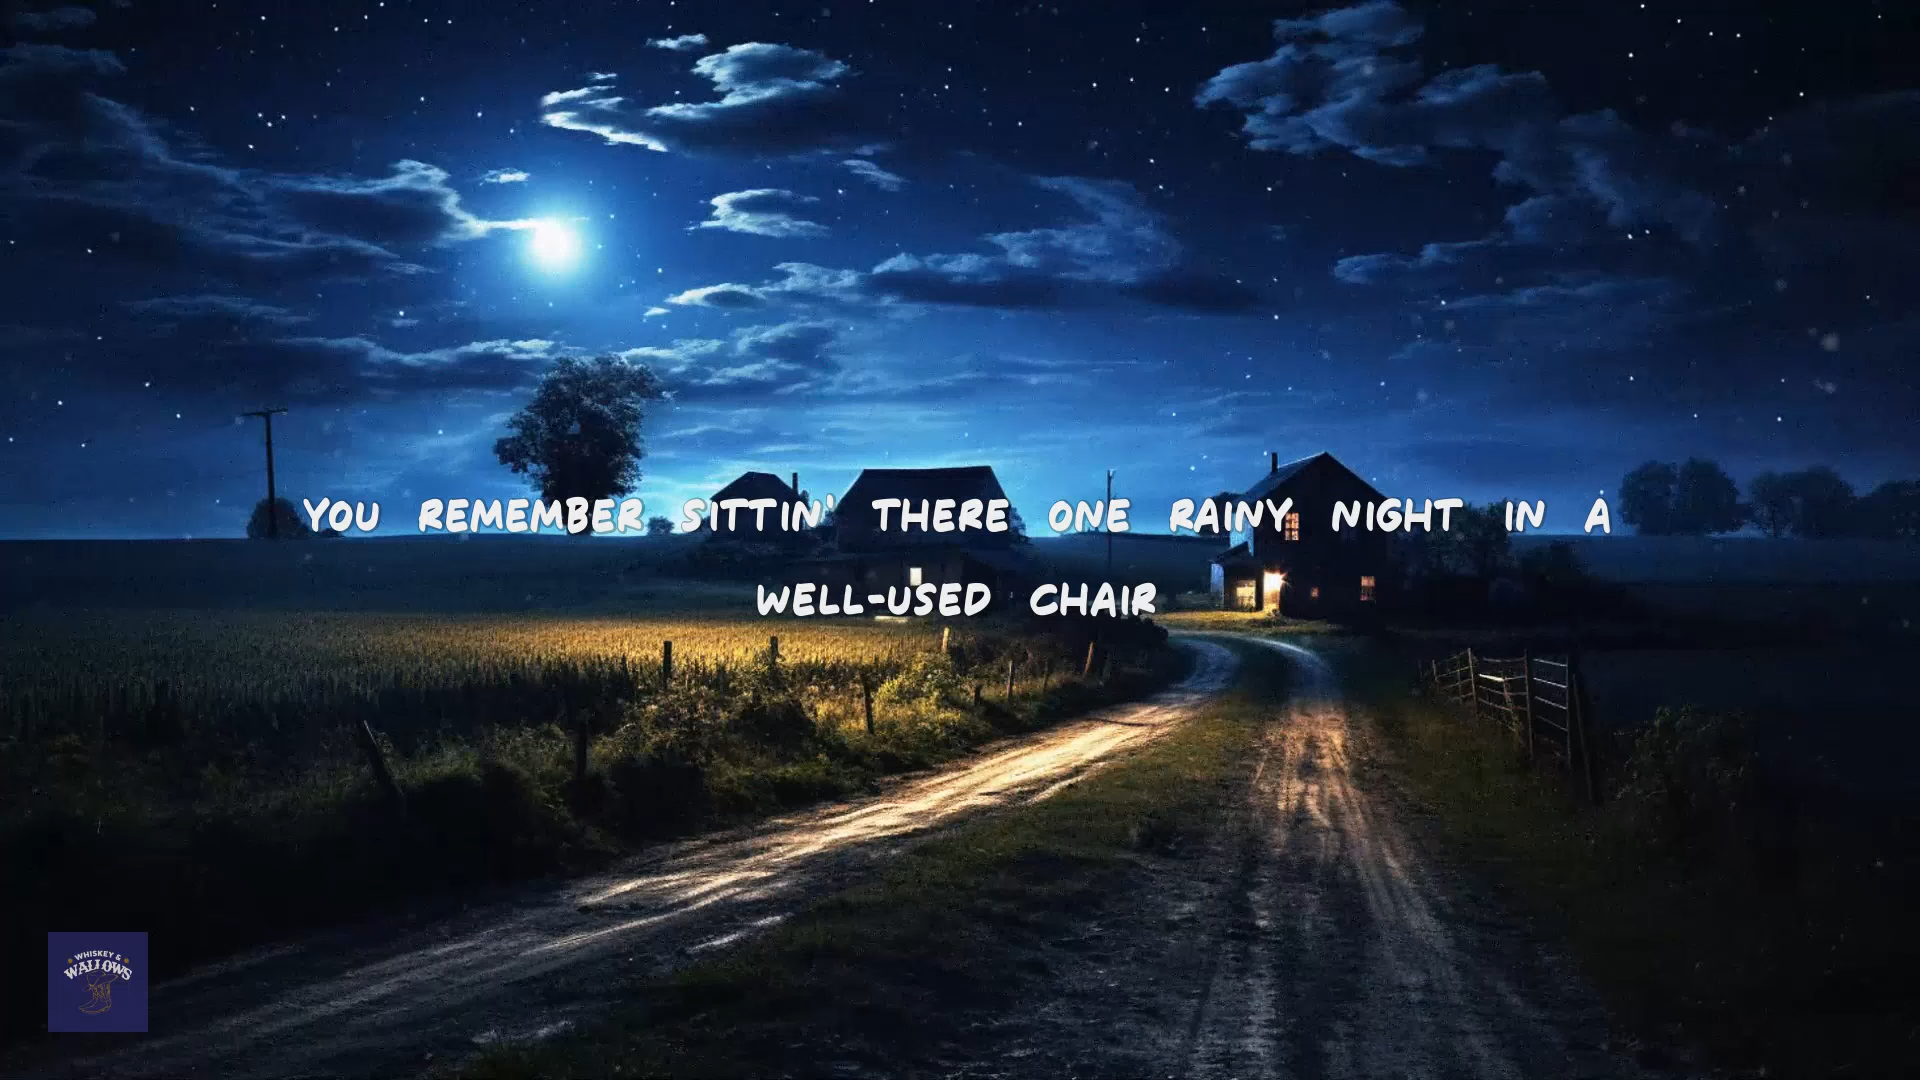 YOU REMEMBER SITTIN' THERE ONE RAINY NIGHT IN A
WELL-USED CHAIR
WHISKEY &
WALLOWS